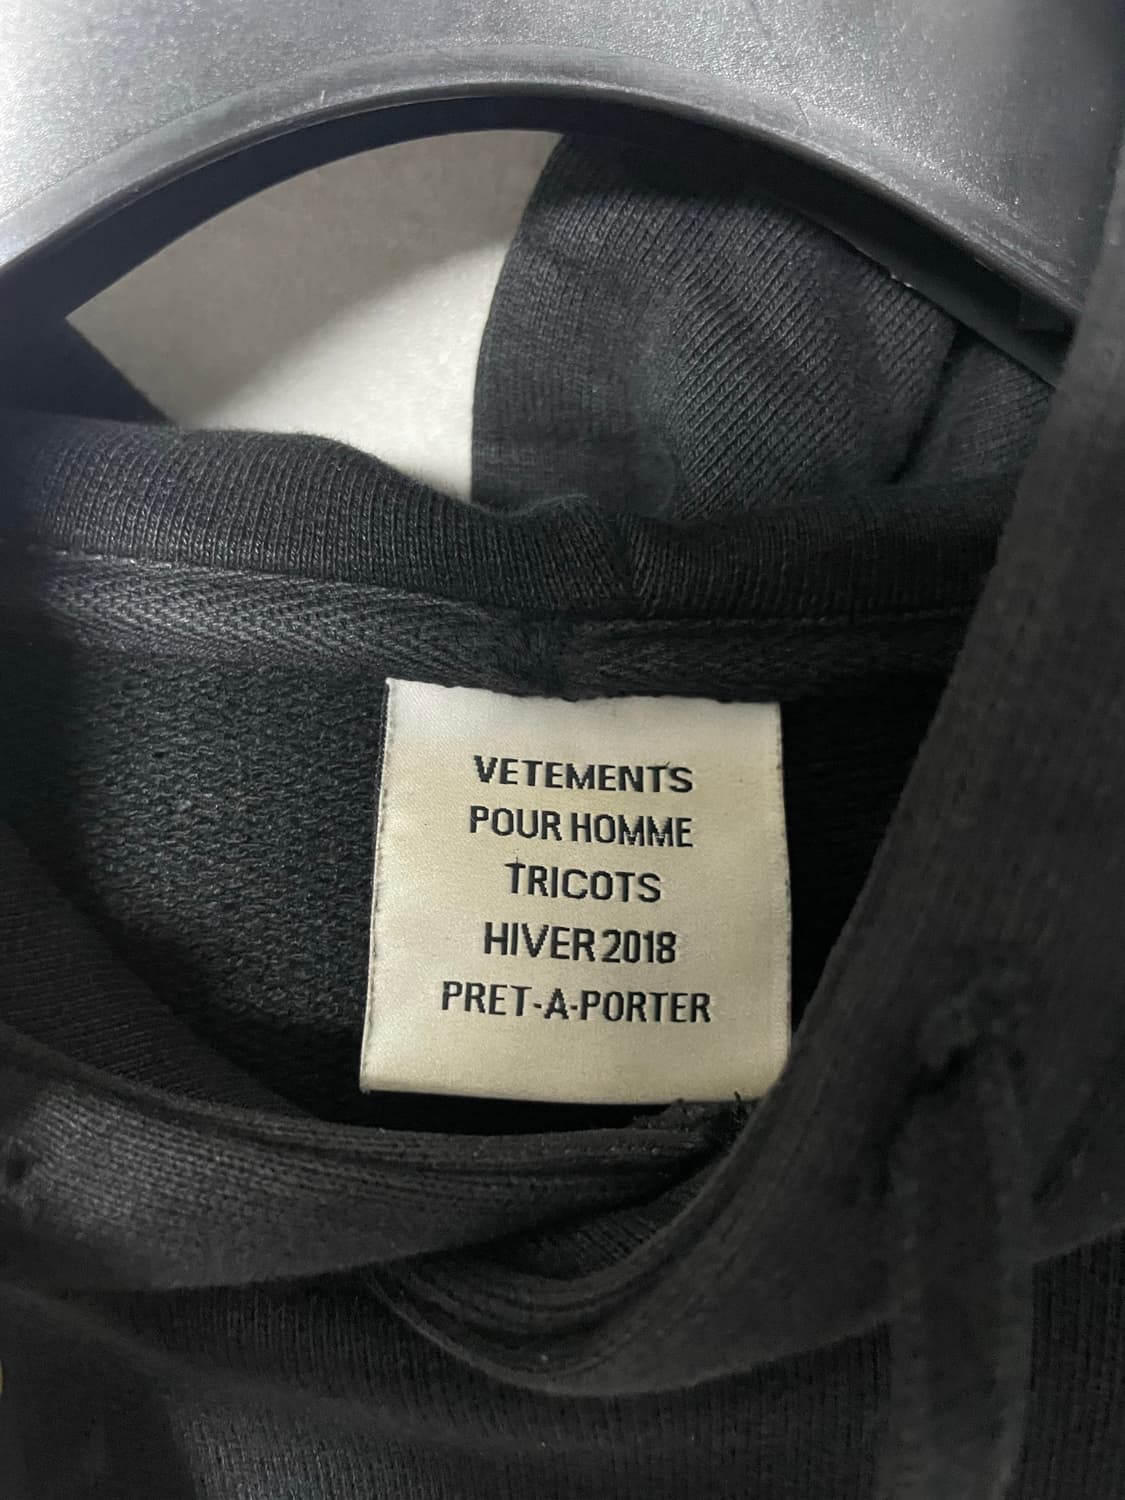 VETEMENTS
POUR HOMME
TRICOTS
HIVER 2018
PRET-A-PORTER